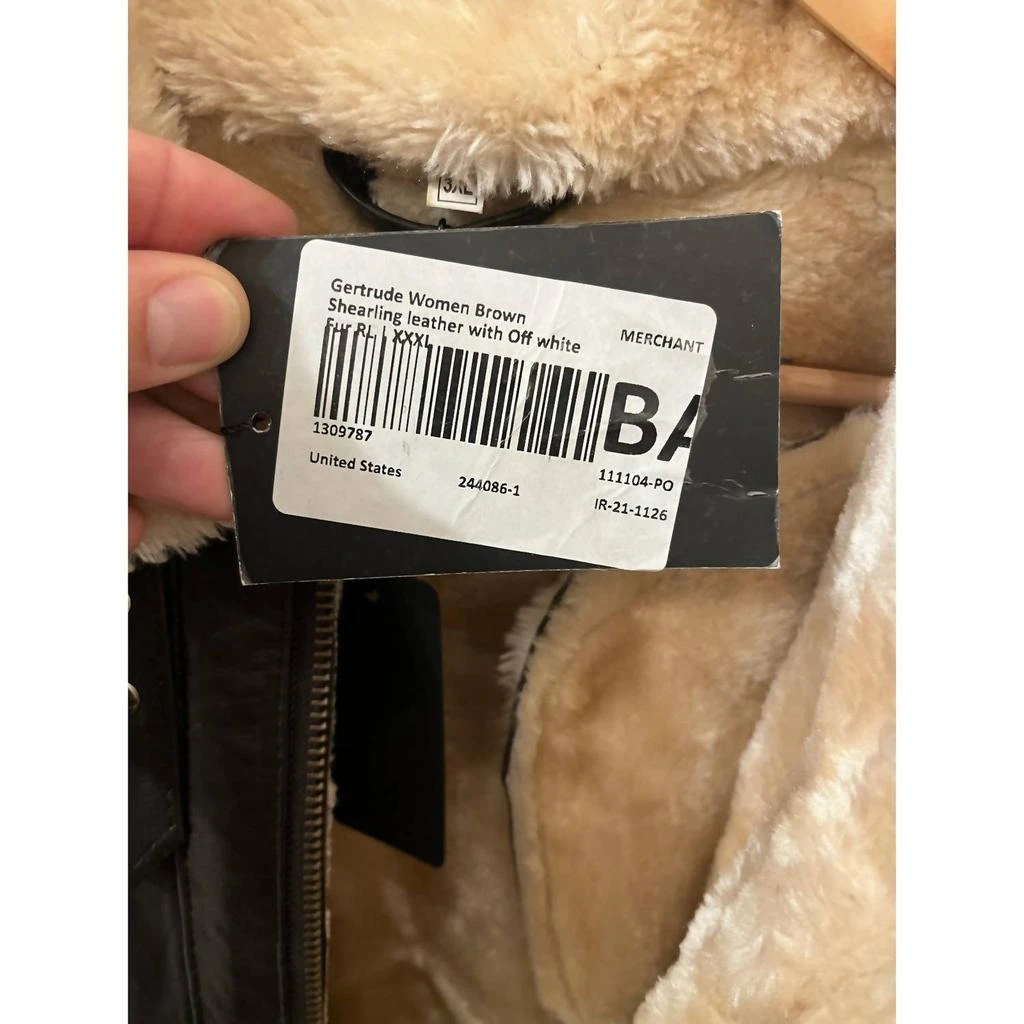 3XL
Gertrude Women Brown
Shearling leather with Off white
Fur RL | XXXL
MERCHANT
BA
1309787
United States
244086-1
111104-PO
IR-21-1126